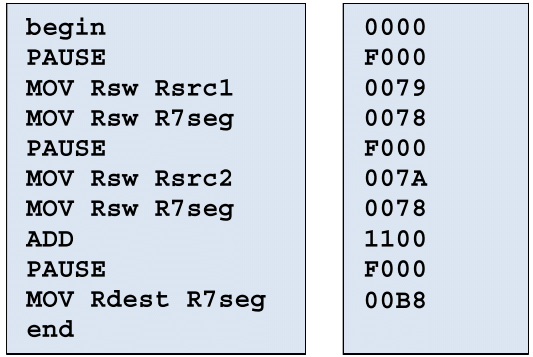 begin
PAUSE
MOV Rsw Rsrc1
MOV Rsw R7seg
PAUSE
MOV Rsw Rsrc2
MOV Rsw R7seg
ADD
PAUSE
MOV Rdest R7seg
end
0000
F000
0079
0078
F000
007A
0078
1100
F000
00B8